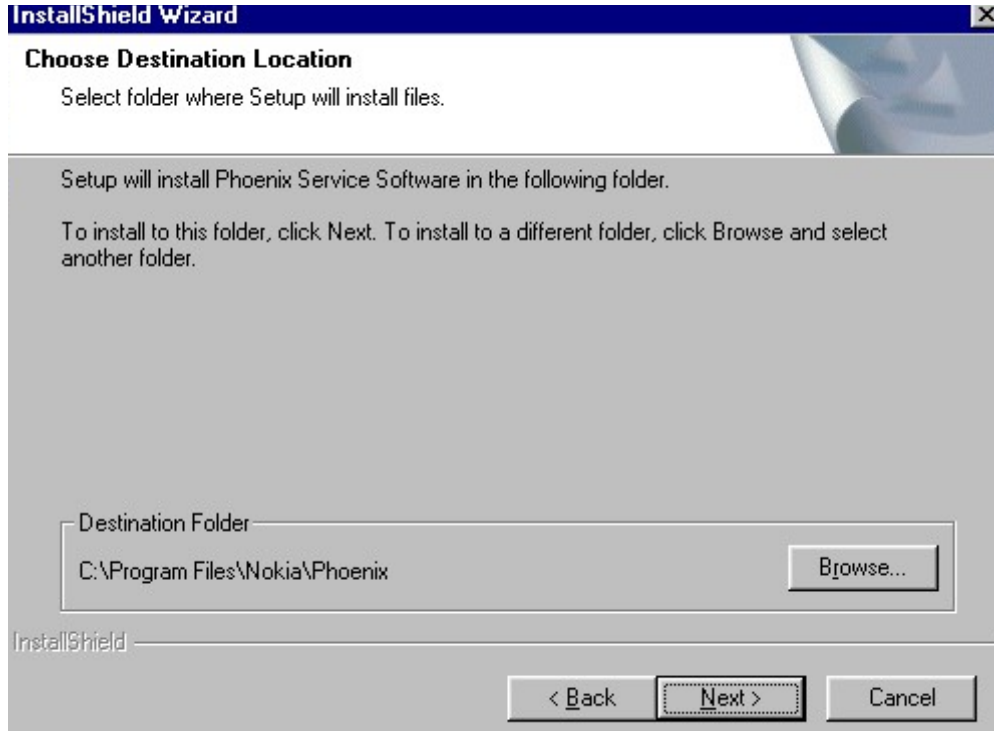 InstallShield Wizard
Choose Destination Location
Select folder where Setup will install files.
Setup will install Phoenix Service Software in the following folder.
To install to this folder, click Next. To install to a different folder, click Browse and select
another folder.
Destination Folder
C:\Program Files\Nokia\Phoenix
Browse...
InstallShield
< Back
Next >
Cancel